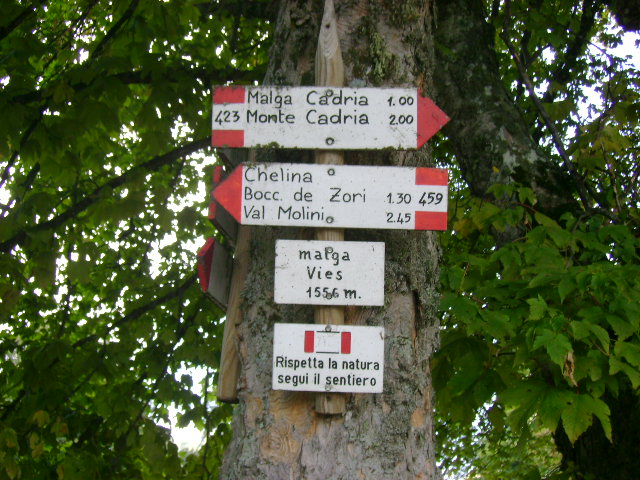 Malga Cadria 1.00
423 Monte Cadria 2.00
Chelina
Bocc. de Zori 1.30 459
Val Molini 2.45
malga
Vies
1556 m.
Rispetta la natura
segui il sentiero